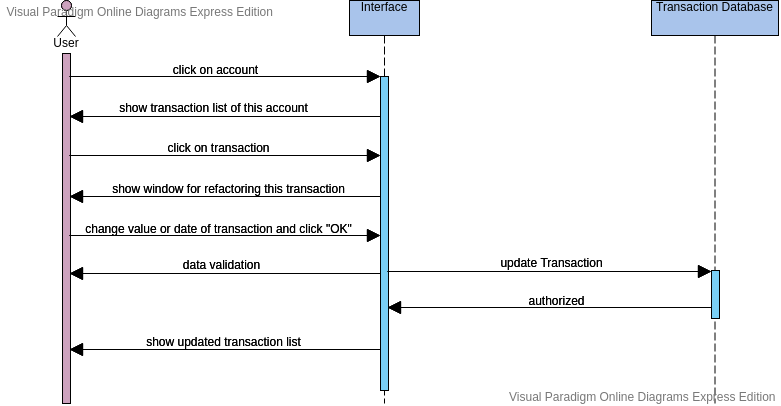 Visual Paradigm Online Diagrams Express Edition
Interface
Transaction Database
User
click on account
show transaction list of this account
click on transaction
show window for refactoring this transaction
change value or date of transaction and click "OK"
data validation
update Transaction
authorized
show updated transaction list
Visual Paradigm Online Diagrams Express Edition